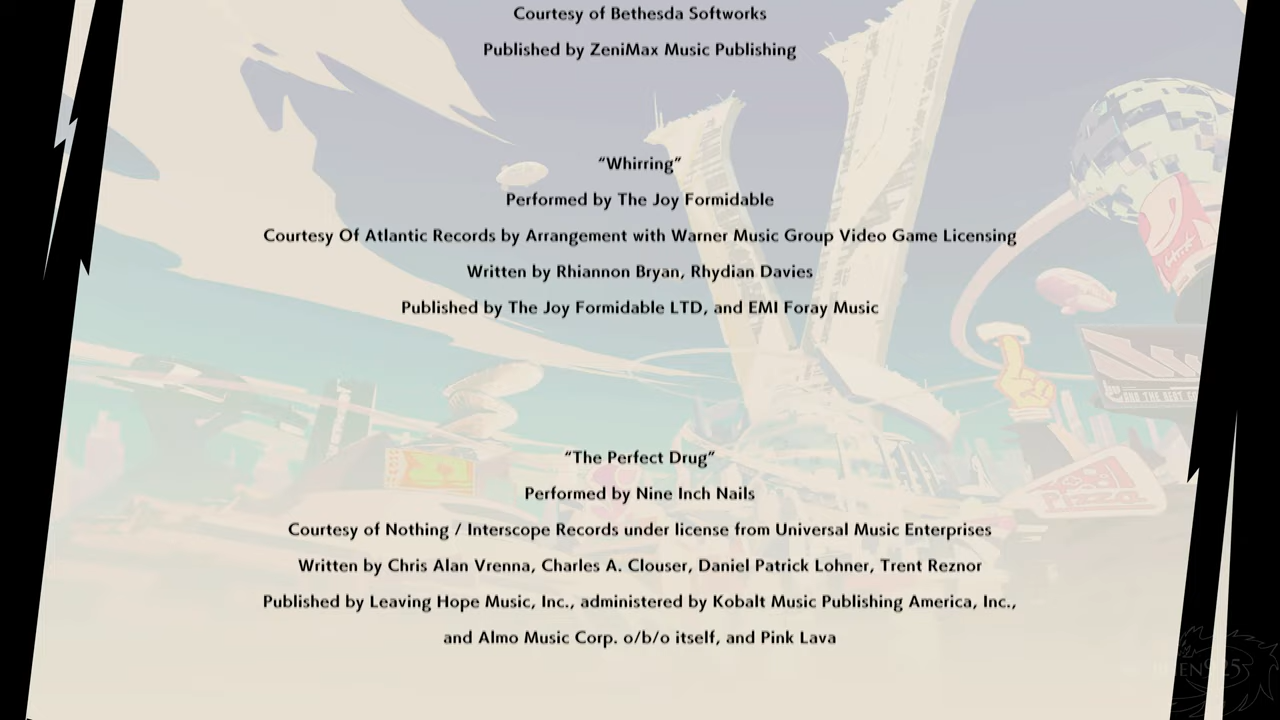 Courtesy of Bethesda Softworks
Published by ZeniMax Music Publishing
“Whirring”
Performed by The Joy Formidable
Courtesy Of Atlantic Records by Arrangement with Warner Music Group Video Game Licensing
Written by Rhiannon Bryan, Rhydian Davies
Published by The Joy Formidable LTD, and EMI Foray Music
“The Perfect Drug”
Performed by Nine Inch Nails
Courtesy of Nothing / Interscope Records under license from Universal Music Enterprises
Written by Chris Alan Vrenna, Charles A. Clouser, Daniel Patrick Lohner, Trent Reznor
Published by Leaving Hope Music, Inc., administered by Kobalt Music Publishing America, Inc.,
and Almo Music Corp. o/b/o itself, and Pink Lava